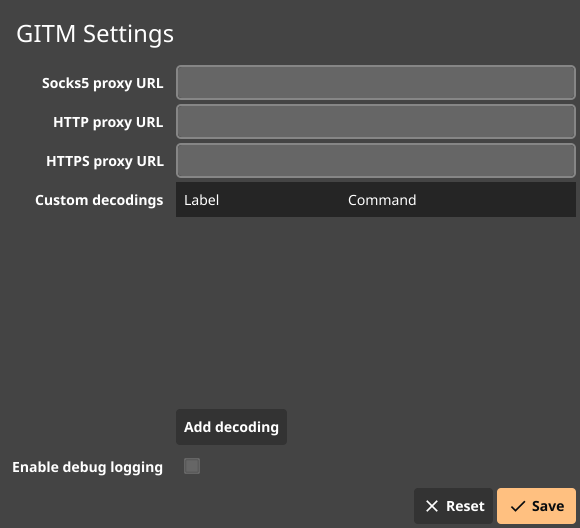 GITM Settings
Socks5 proxy URL
HTTP proxy URL
HTTPS proxy URL
Custom decodings Label Command
Add decoding
Enable debug logging
Reset Save